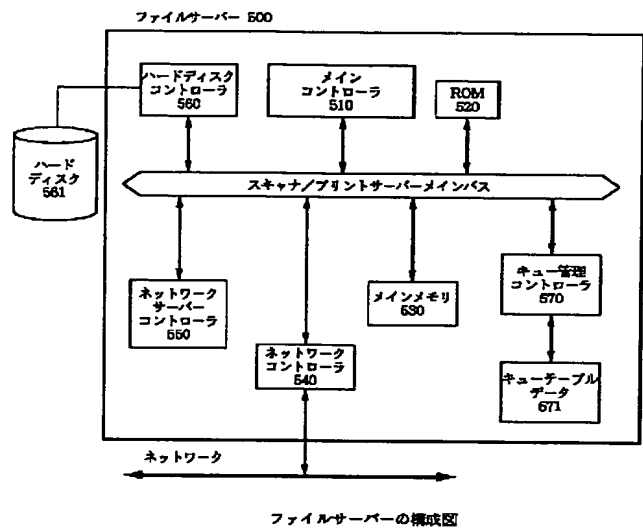 ファイルサーバー 500
ハードディスク
コントローラ
560
メイン
コントローラ
510
ROM
520
ハード
ディスク
561
スキャナ/プリントサーバーメインバス
ネットワーク
サーバー
コントローラ
550
ネットワーク
コントローラ
540
メインメモリ
530
キュー管理
コントローラ
570
キューテーブル
データ
571
ネットワーク
ファイルサーバーの構成図